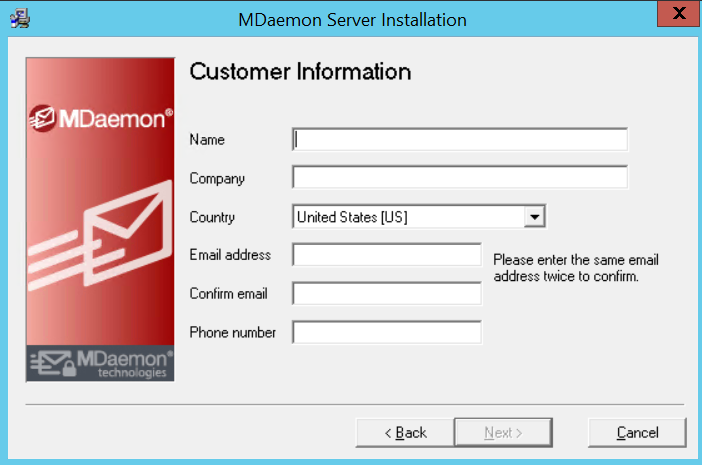 MDaemon Server Installation
X
Customer Information
MDaemon®
Name
Company
Country
United States [US]
Email address
Please enter the same email
address twice to confirm.
Confirm email
Phone number
MDaemon®
technologies
< Back
Next >
Cancel